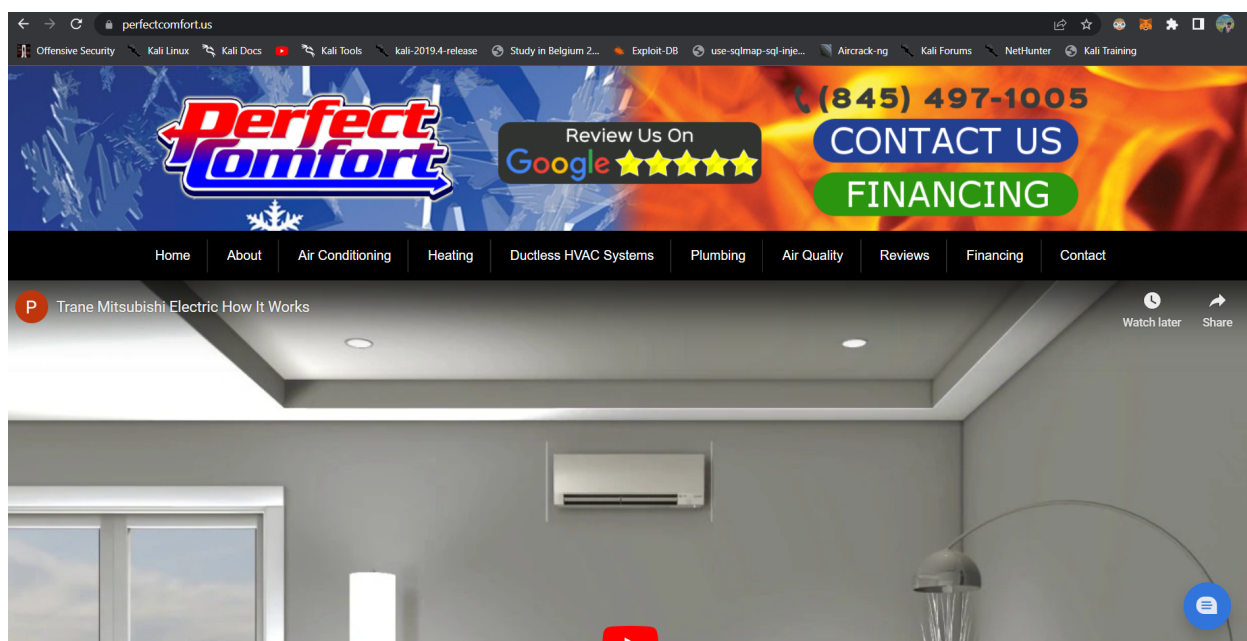 perfectcomfort.us
Offensive Security Kali Linux Kali Docs Kali Tools kali-2019.4-release Study in Belgium 2... Exploit-DB use-sqlmap-sql-inje... Aircrack-ng Kali Forums NetHunter Kali Training
Perfect
Comfort
Review Us On
Google
(845) 497-1005
CONTACT US
FINANCING
Home About Air Conditioning Heating Ductless HVAC Systems Plumbing Air Quality Reviews Financing Contact
P Trane Mitsubishi Electric How It Works
Watch later Share